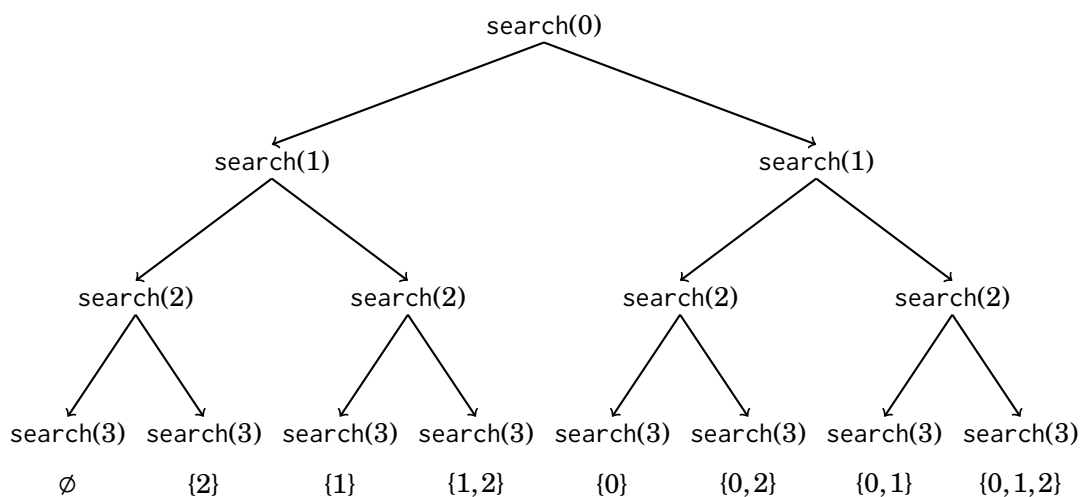 search(0)
search(1) search(1)
search(2) search(2) search(2) search(2)
search(3) search(3) search(3) search(3) search(3) search(3) search(3) search(3)
∅ {2} {1} {1,2} {0} {0,2} {0,1} {0,1,2}